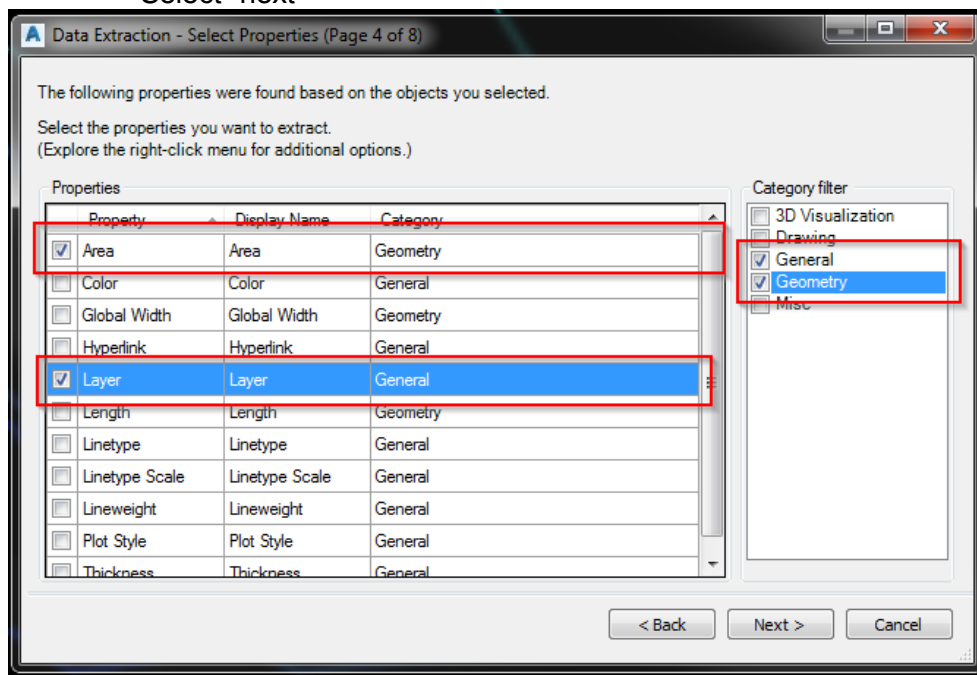 Select "next"
Data Extraction - Select Properties (Page 4 of 8)
The following properties were found based on the objects you selected.
Select the properties you want to extract.
(Explore the right-click menu for additional options.)
Properties
Property Display Name Category
Area Area Geometry
Color Color General
Global Width Global Width Geometry
Hyperlink Hyperlink General
Layer Layer General
Length Length Geometry
Linetype Linetype General
Linetype Scale Linetype Scale General
Lineweight Lineweight General
Plot Style Plot Style General
Thickness Thickness General
Category filter
3D Visualization
Drawing
General
Geometry
Misc
< Back Next > Cancel